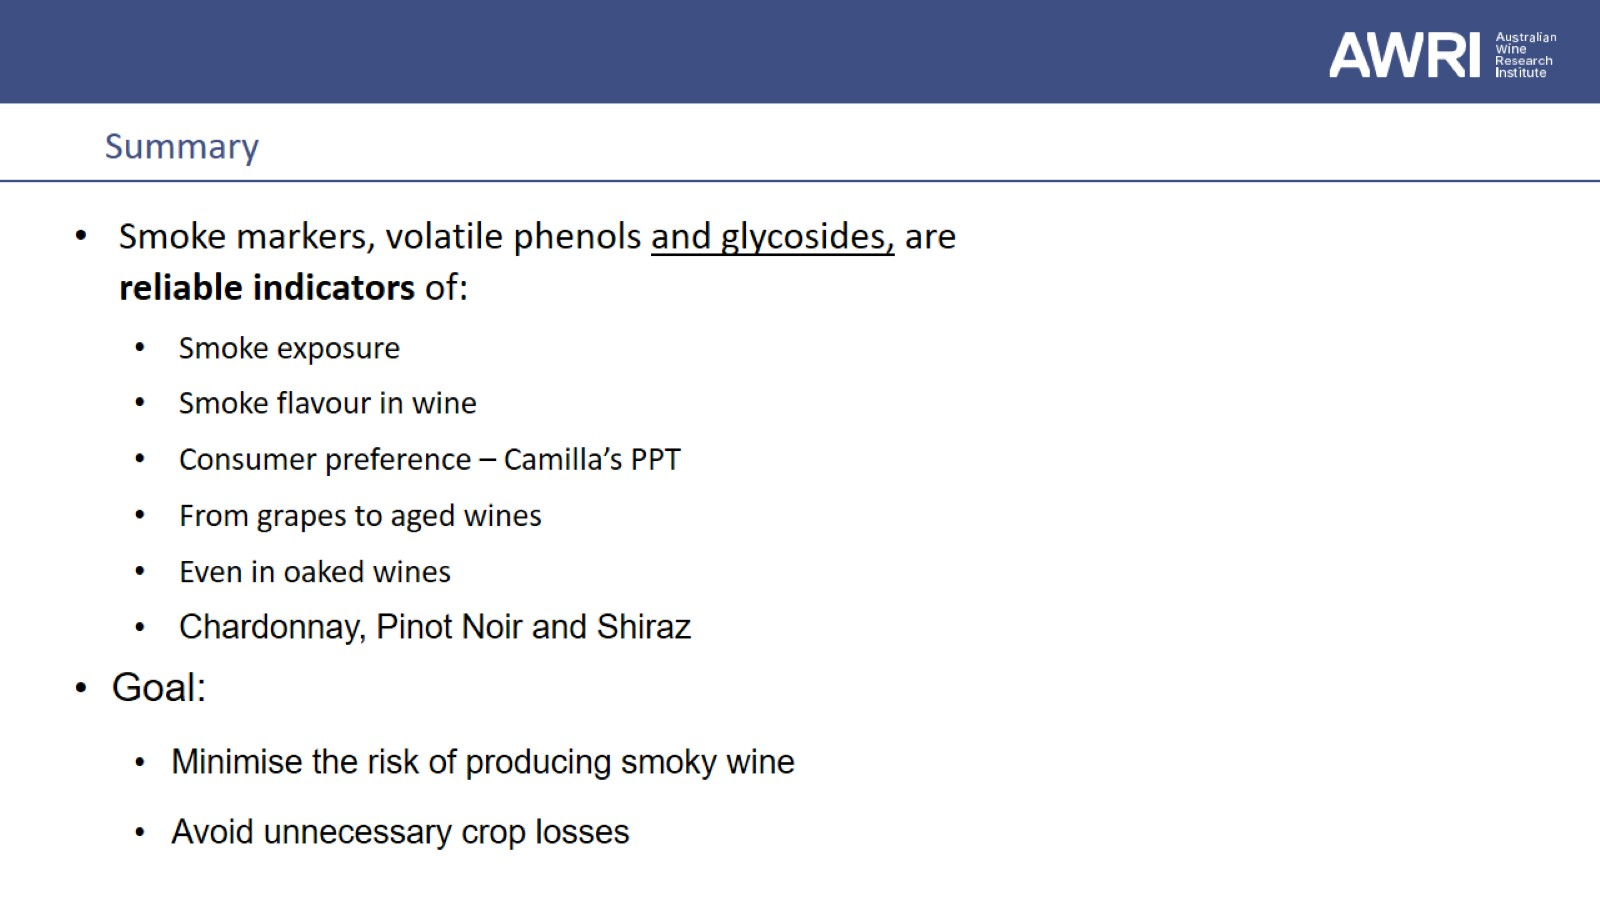 AWRI
Australian
Wine
Research
Institute
Summary
• Smoke markers, volatile phenols and glycosides, are
reliable indicators of:
• Smoke exposure
• Smoke flavour in wine
• Consumer preference – Camilla’s PPT
• From grapes to aged wines
• Even in oaked wines
• Chardonnay, Pinot Noir and Shiraz
• Goal:
• Minimise the risk of producing smoky wine
• Avoid unnecessary crop losses